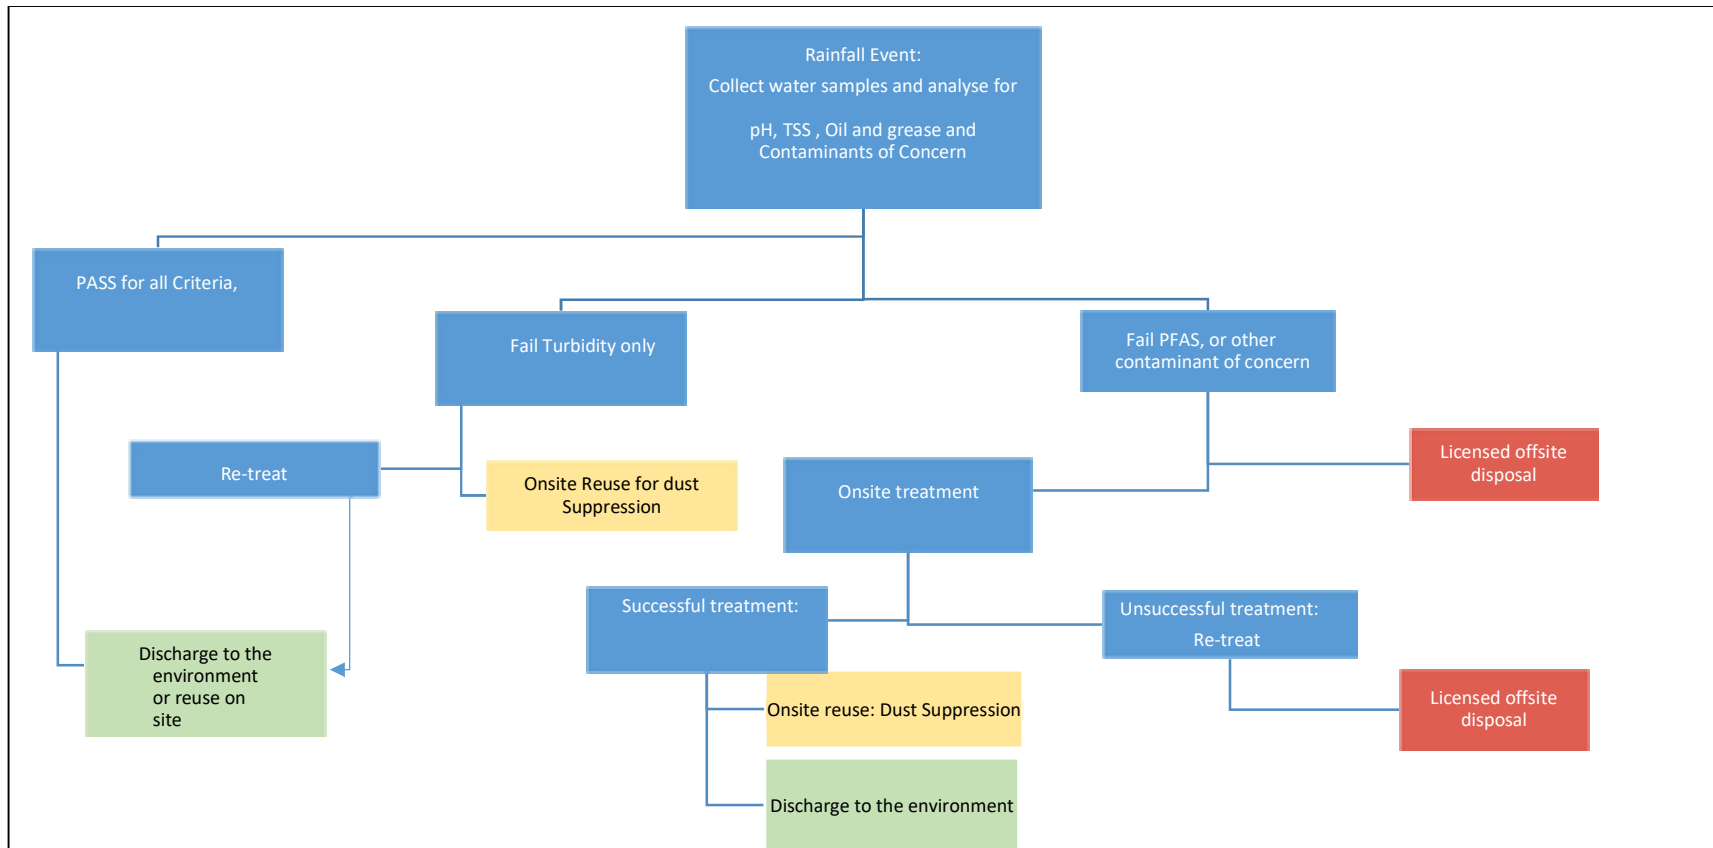 Rainfall Event:
Collect water samples and analyse for
pH, TSS , Oil and grease and
Contaminants of Concern
PASS for all Criteria,
Fail Turbidity only
Fail PFAS, or other
contaminant of concern
Re-treat
Onsite Reuse for dust
Suppression
Onsite treatment
Licensed offsite
disposal
Successful treatment:
Unsuccessful treatment:
Re-treat
Discharge to the
environment
or reuse on
site
Onsite reuse: Dust Suppression
Licensed offsite
disposal
Discharge to the environment